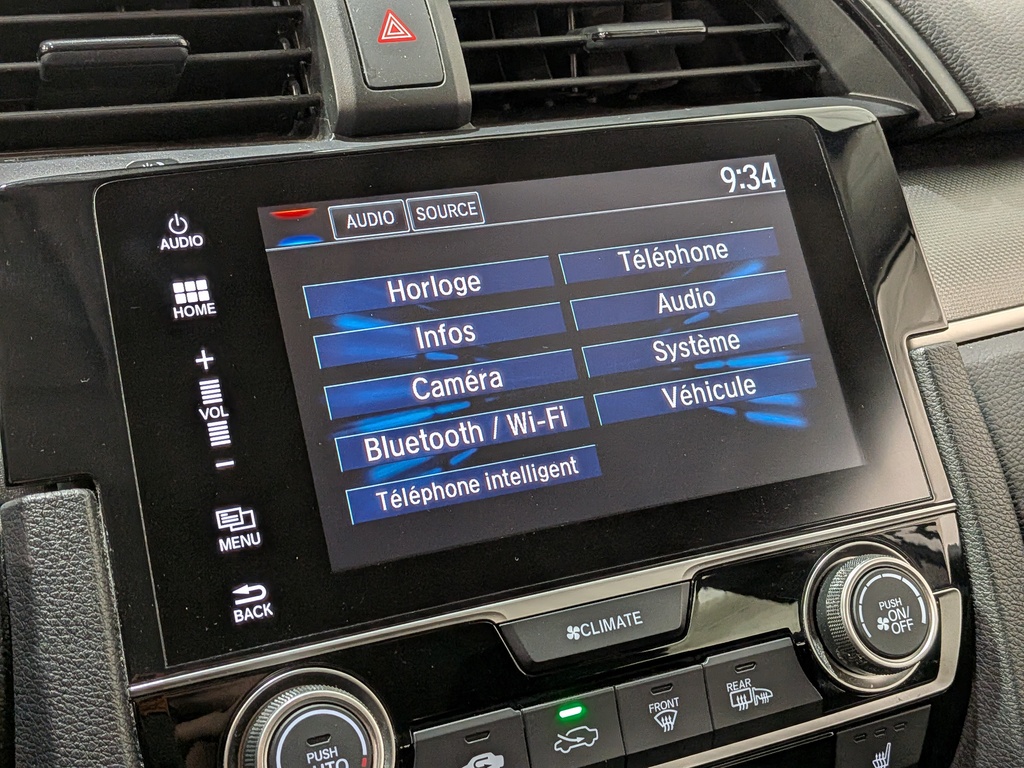 9:34
AUDIO SOURCE
AUDIO
HOME
+
VOL
−
MENU
BACK
Horloge
Téléphone
Infos
Audio
Caméra
Système
Bluetooth / Wi-Fi
Véhicule
Téléphone intelligent
CLIMATE
PUSH
ON/
OFF
PUSH
AUTO
FRONT
REAR